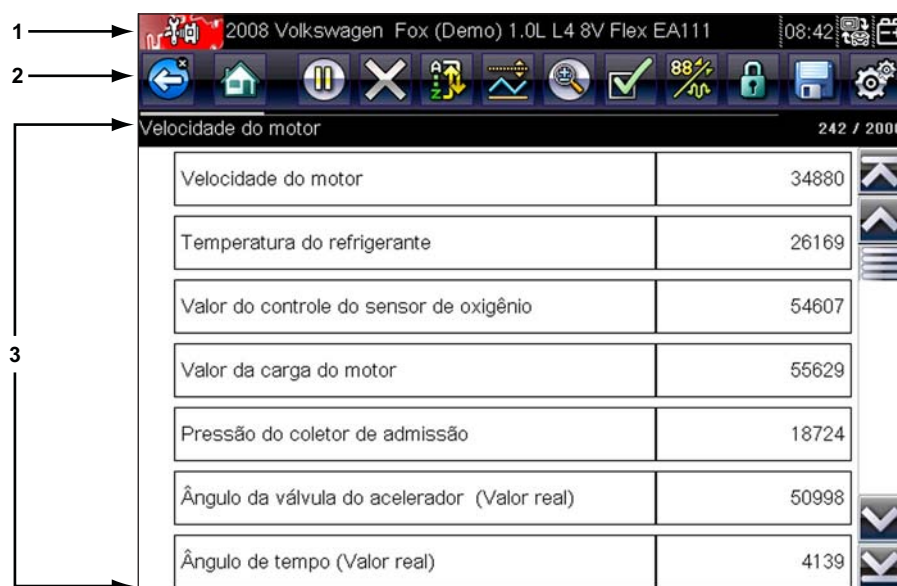 1
2008 Volkswagen Fox (Demo) 1.0L L4 8V Flex EA111 08:42
2
Velocidade do motor 242 / 2000
Velocidade do motor 34880
Temperatura do refrigerante 26169
Valor do controle do sensor de oxigênio 54607
3
Valor da carga do motor 55629
Pressão do coletor de admissão 18724
Ângulo da válvula do acelerador (Valor real) 50998
Ângulo de tempo (Valor real) 4139